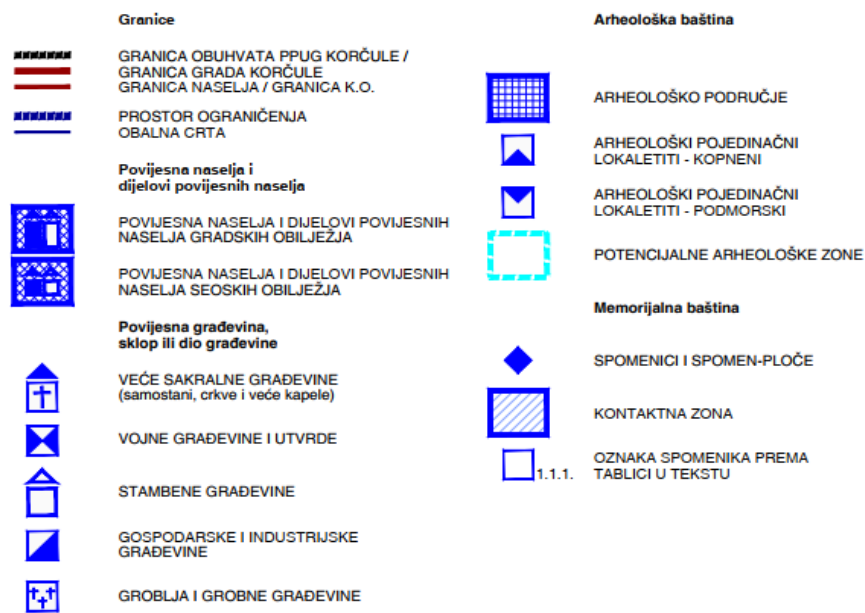 Granice
GRANICA OBUHVATA PPUG KORČULE /
GRANICA GRADA KORČULE
GRANICA NASELJA / GRANICA K.O.
PROSTOR OGRANIČENJA
OBALNA CRTA
Povijesna naselja i
dijelovi povijesnih naselja
POVIJESNA NASELJA I DIJELOVI POVIJESNIH
NASELJA GRADSKIH OBILJEŽJA
POVIJESNA NASELJA I DIJELOVI POVIJESNIH
NASELJA SEOSKIH OBILJEŽJA
Povijesna građevina,
sklop ili dio građevine
VEĆE SAKRALNE GRAĐEVINE
(samostani, crkve i veće kapele)
VOJNE GRAĐEVINE I UTVRDE
STAMBENE GRAĐEVINE
GOSPODARSKE I INDUSTRIJSKE
GRAĐEVINE
GROBLJA I GROBNE GRAĐEVINE
Arheološka baština
ARHEOLOŠKO PODRUČJE
ARHEOLOŠKI POJEDINAČNI
LOKALETITI - KOPNENI
ARHEOLOŠKI POJEDINAČNI
LOKALETITI - PODMORSKI
POTENCIJALNE ARHEOLOŠKE ZONE
Memorijalna baština
SPOMENICI I SPOMEN-PLOČE
KONTAKTNA ZONA
OZNAKA SPOMENIKA PREMA
1.1.1. TABLICI U TEKSTU